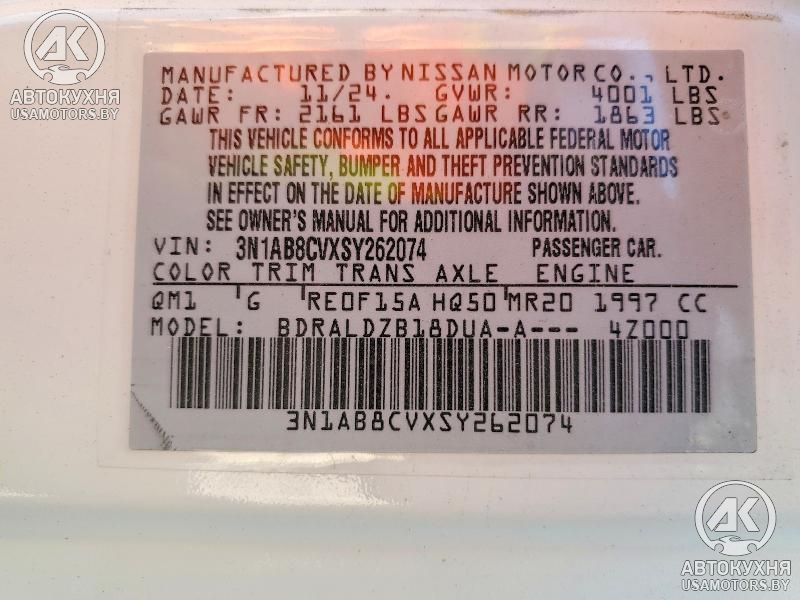 AK
АВТОКУХНЯ
USAMOTORS.BY
MANUFACTURED BY NISSAN MOTOR CO., LTD.
DATE: 11/24. GVWR: 4001 LBS
GAWR FR: 2161 LBS GAWR RR: 1863 LBS
THIS VEHICLE CONFORMS TO ALL APPLICABLE FEDERAL MOTOR
VEHICLE SAFETY, BUMPER AND THEFT PREVENTION STANDARDS
IN EFFECT ON THE DATE OF MANUFACTURE SHOWN ABOVE.
SEE OWNER'S MANUAL FOR ADDITIONAL INFORMATION.
VIN: 3N1AB8CVXSY262074 PASSENGER CAR.
COLOR TRIM TRANS AXLE ENGINE
QM1 G RE0F15A HQ50 MR20 1997 CC
MODEL: BDRALDZB18DUA-A--- 4Z000
3N1AB8CVXSY262074
AK
АВТОКУХНЯ
USAMOTORS.BY